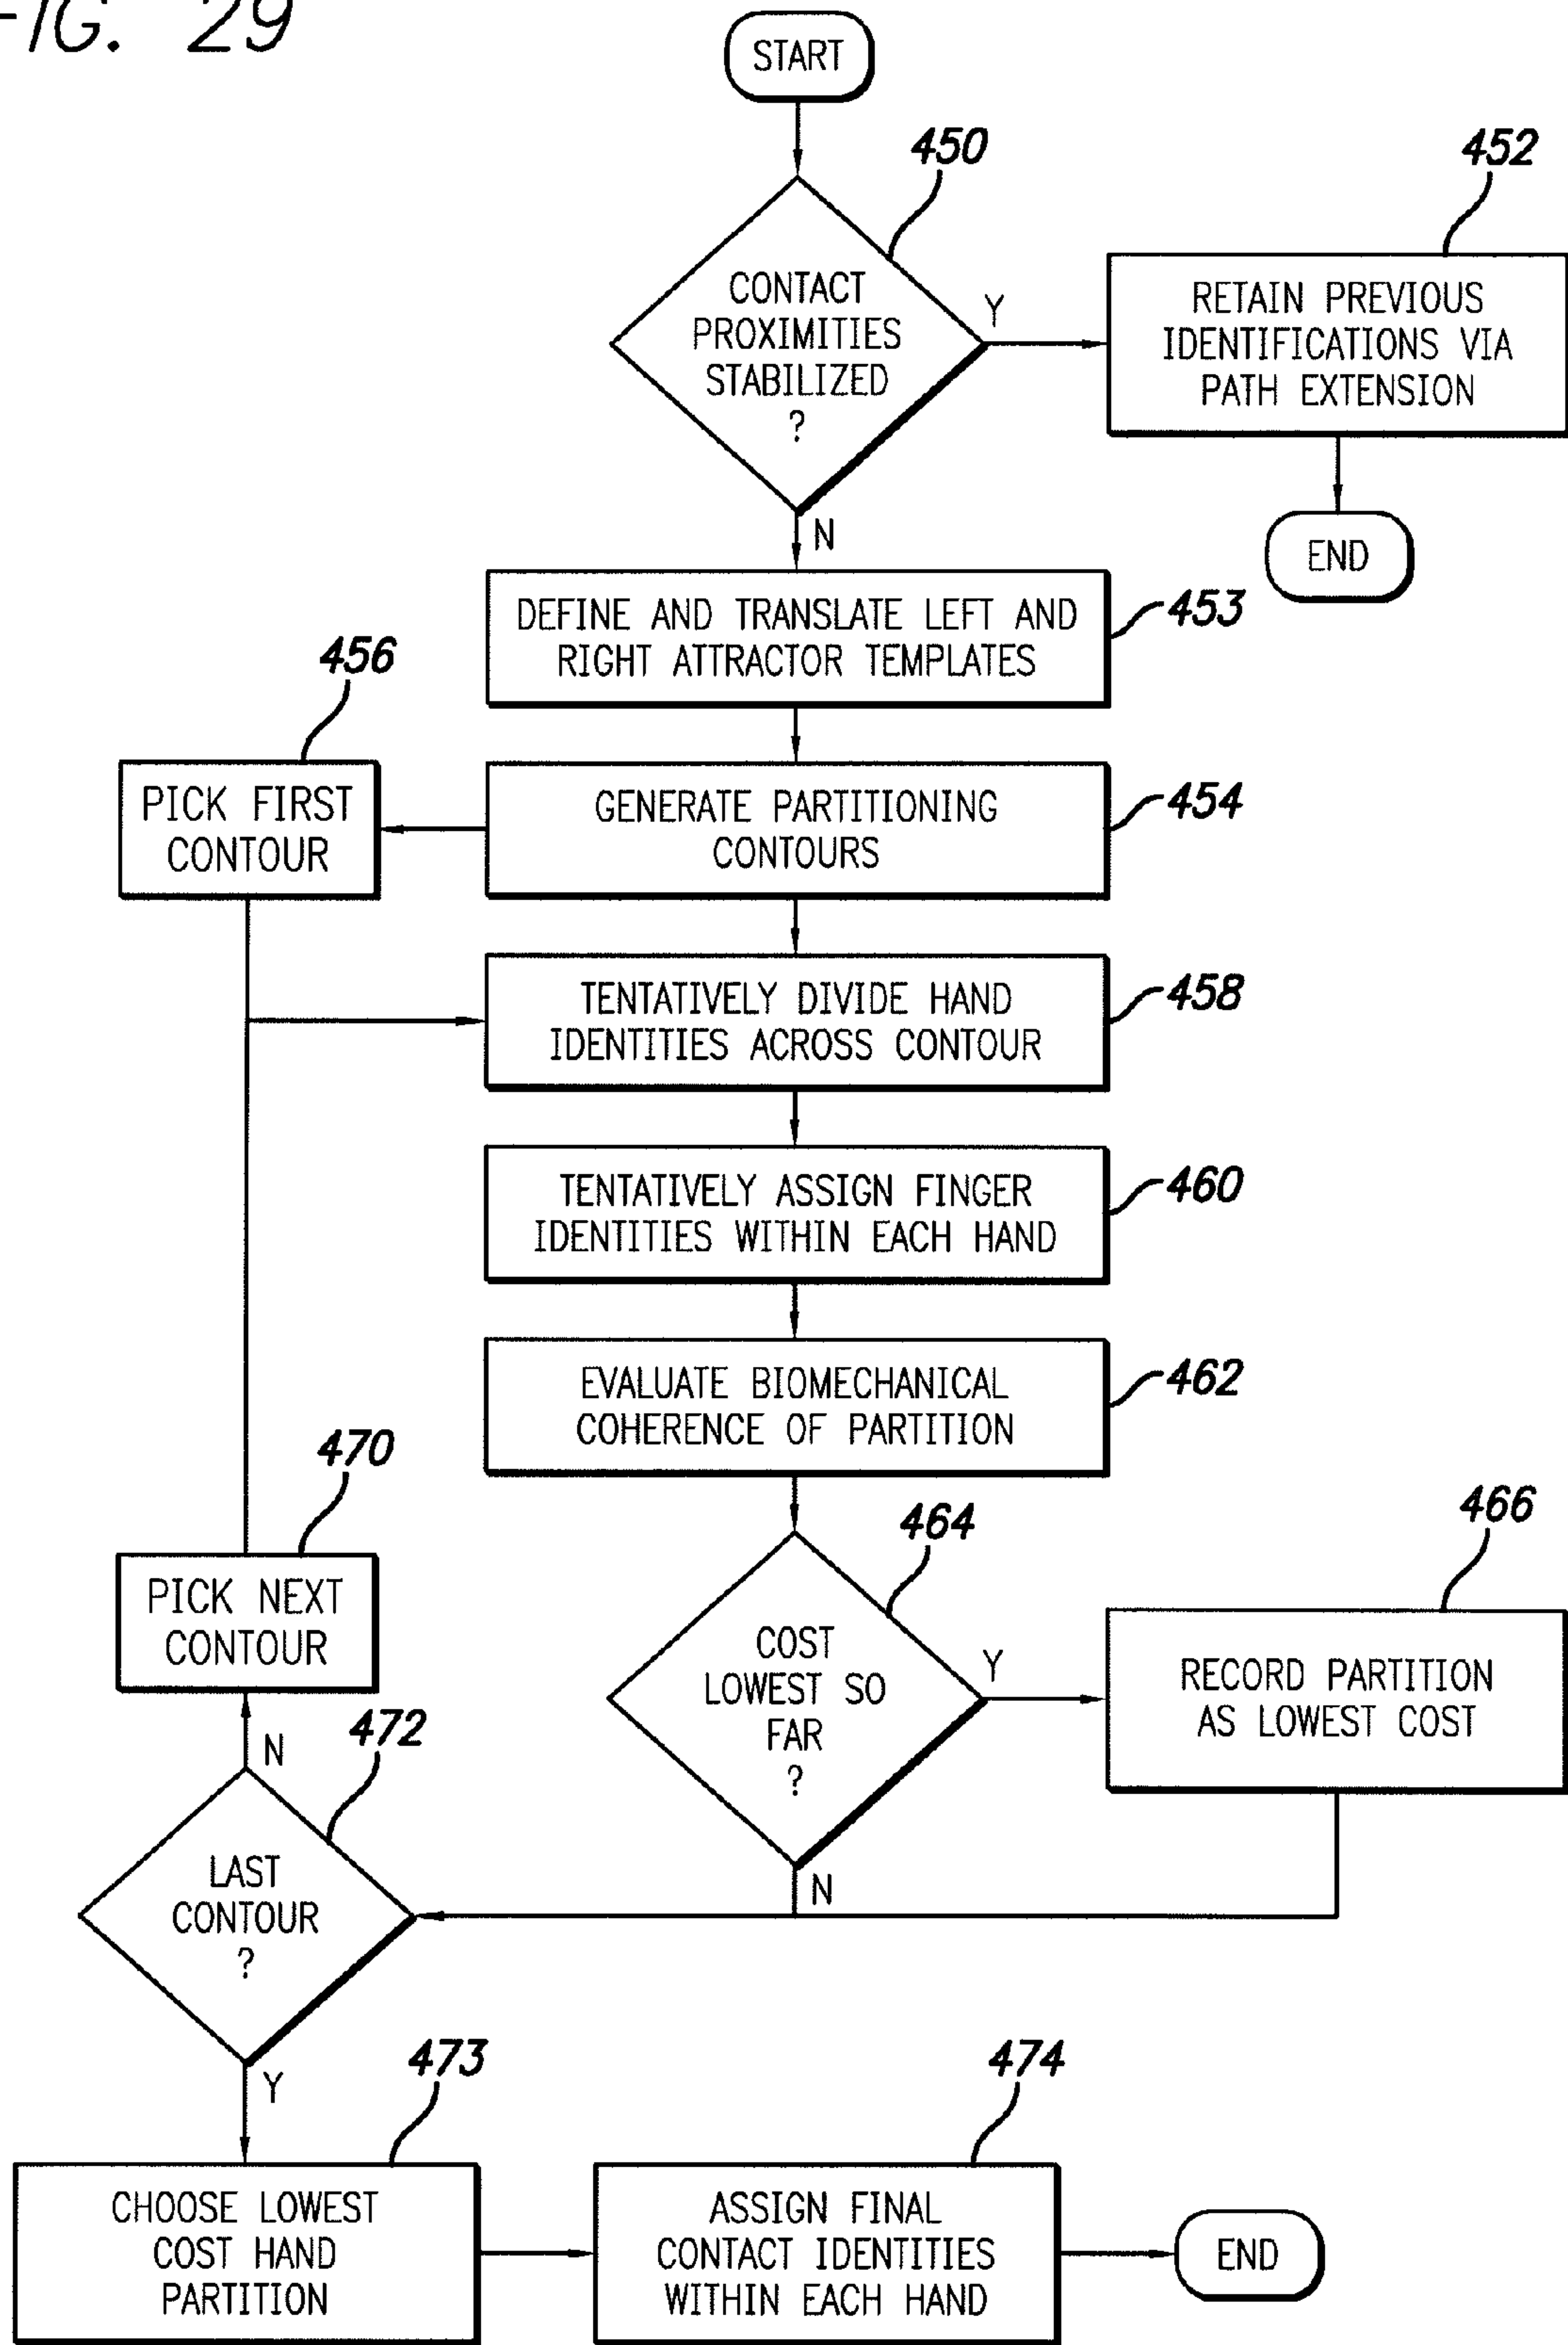 FIG. 29
START
450
452
CONTACT
PROXIMITIES
STABILIZED
?
Y
RETAIN PREVIOUS
IDENTIFICATIONS VIA
PATH EXTENSION
N
END
DEFINE AND TRANSLATE LEFT AND
RIGHT ATTRACTOR TEMPLATES
453
456
PICK FIRST
CONTOUR
GENERATE PARTITIONING
CONTOURS
454
TENTATIVELY DIVIDE HAND
IDENTITIES ACROSS CONTOUR
458
TENTATIVELY ASSIGN FINGER
IDENTITIES WITHIN EACH HAND
460
EVALUATE BIOMECHANICAL
COHERENCE OF PARTITION
462
470
PICK NEXT
CONTOUR
464
466
COST
LOWEST SO
FAR
?
Y
RECORD PARTITION
AS LOWEST COST
N
472
N
LAST
CONTOUR
?
Y
473
474
CHOOSE LOWEST
COST HAND
PARTITION
ASSIGN FINAL
CONTACT IDENTITIES
WITHIN EACH HAND
END